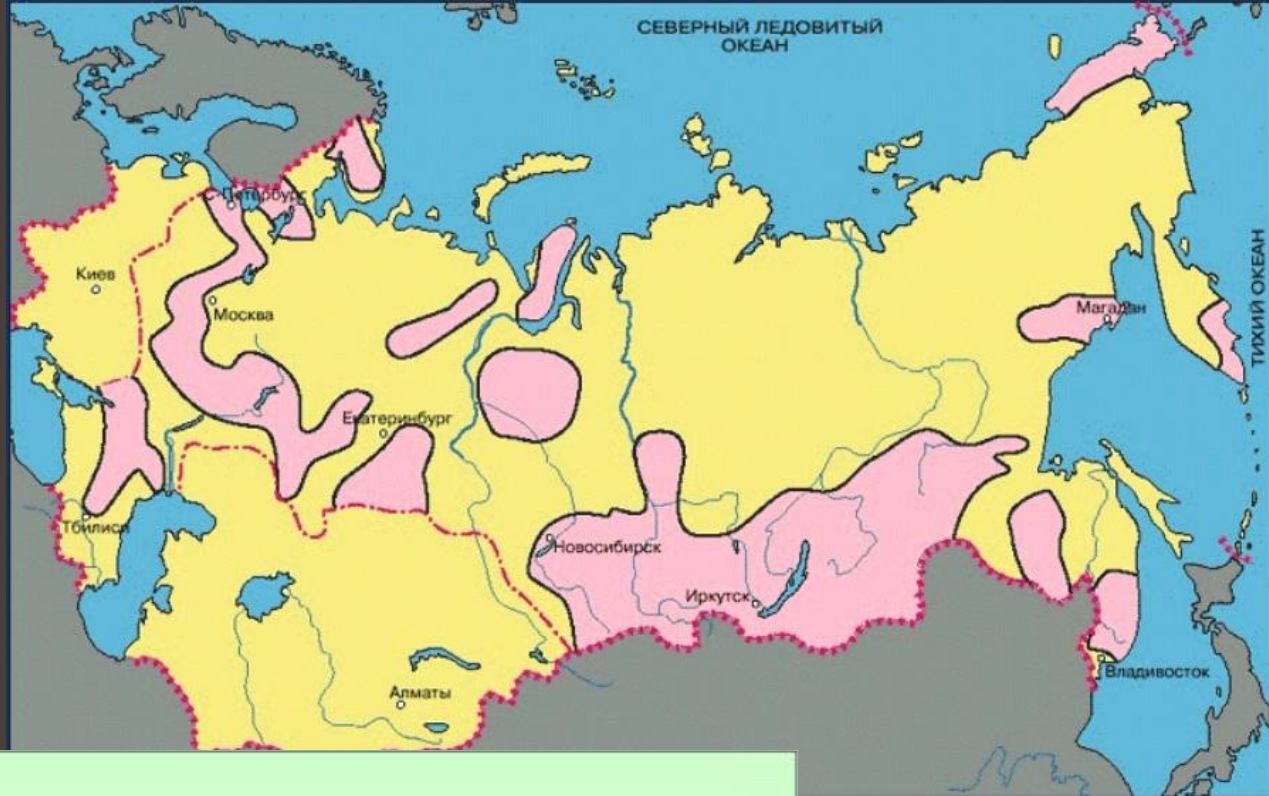 СЕВЕРНЫЙ ЛЕДОВИТЫЙ
ОКЕАН
С-Петербург
ТИХИЙ ОКЕАН
Киев
Москва
Магадан
Екатеринбург
Тбилиси
Новосибирск
Иркутск
Владивосток
Алматы